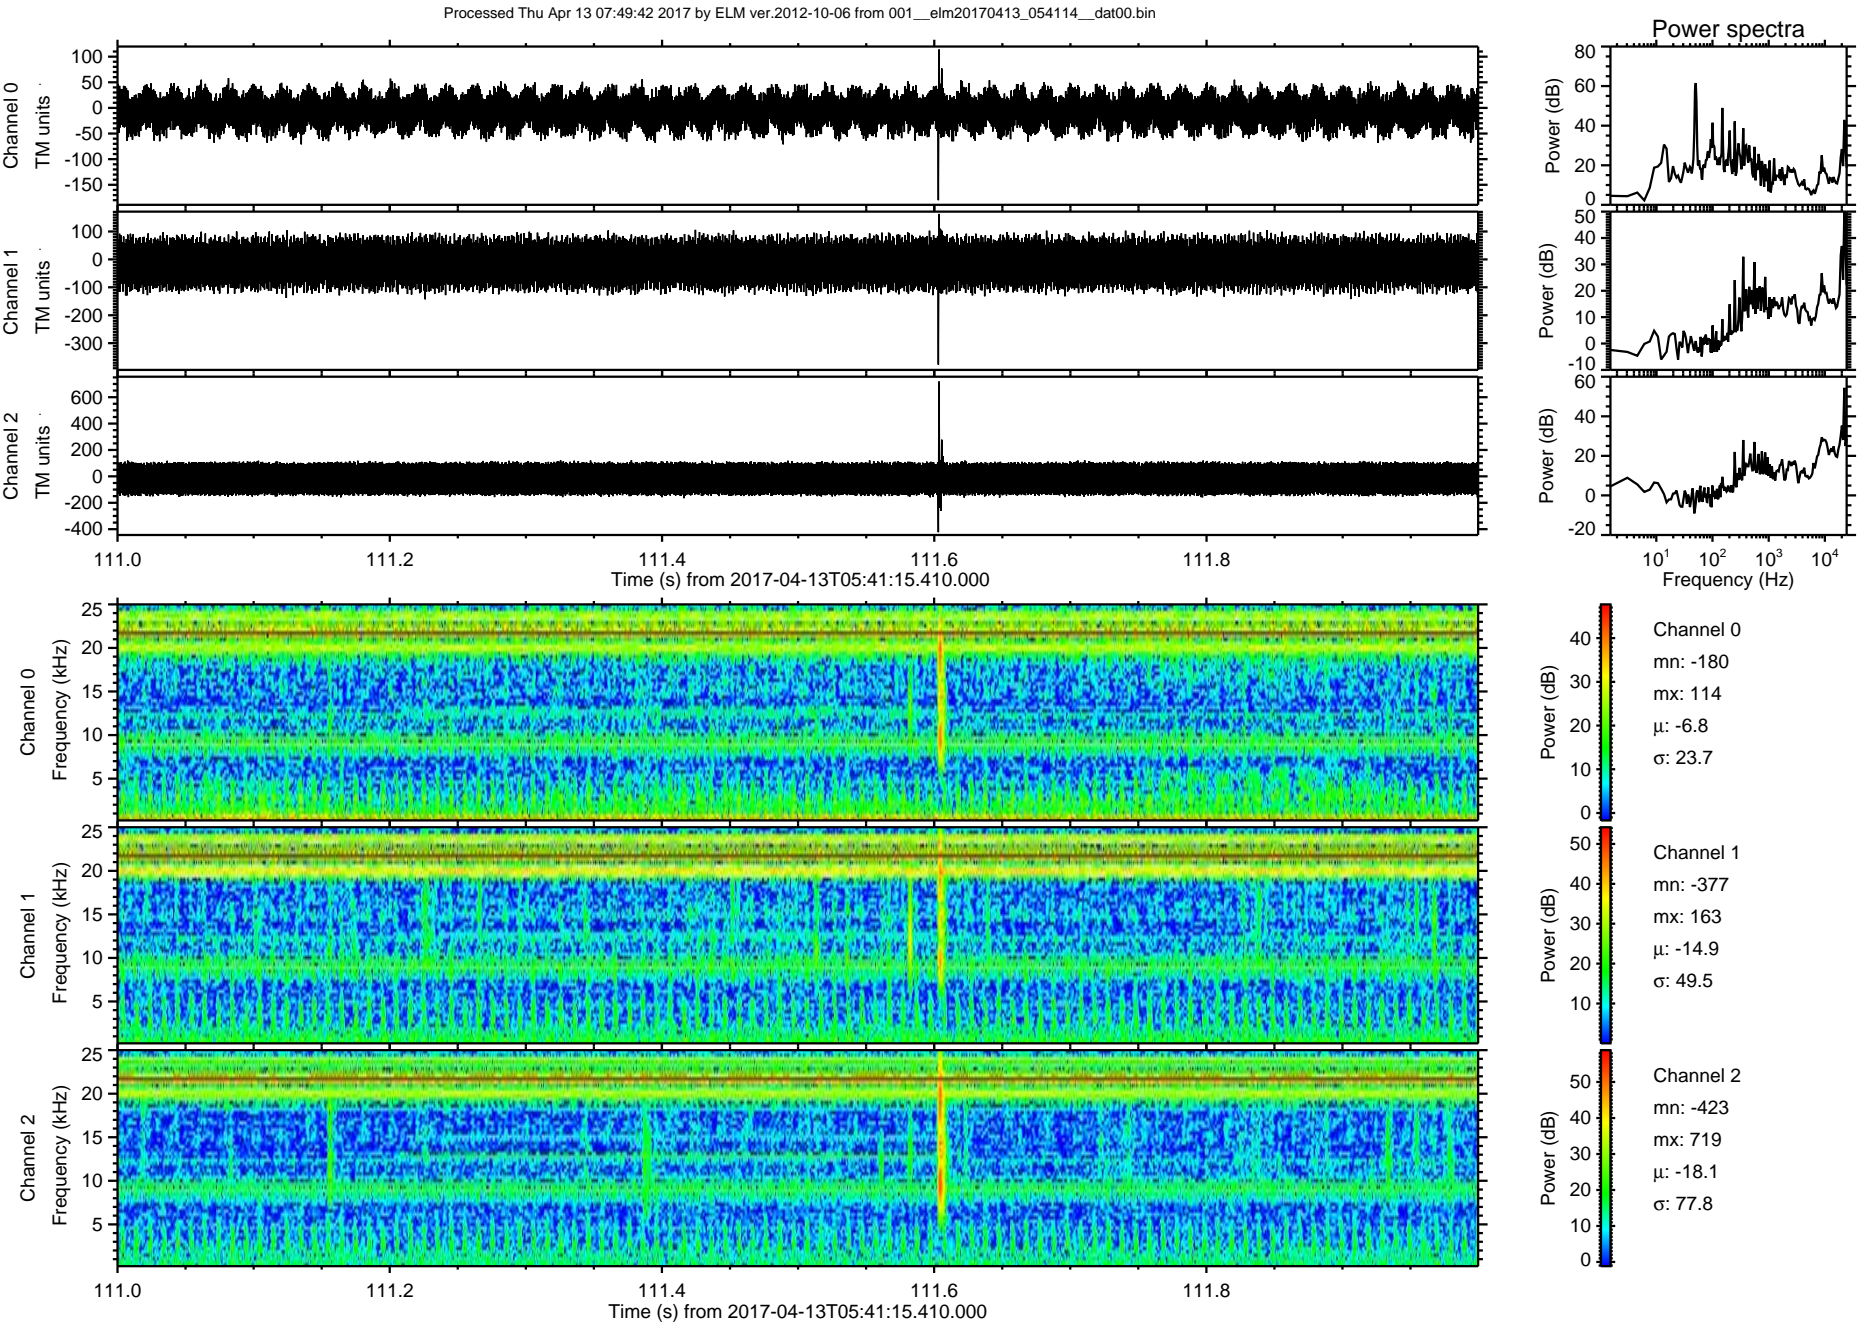 Processed Thu Apr 13 07:49:42 2017 by ELM ver.2012-10-06 from 001__elm20170413_054114__dat00.bin
Power spectra
Channel 0
TM units
100
50
0
-50
-100
-150
Power (dB)
80
60
40
20
0
Channel 1
TM units
100
0
-100
-200
-300
Power (dB)
50
40
30
20
10
0
-10
Channel 2
TM units
600
400
200
0
-200
-400
Power (dB)
60
40
20
0
-20
111.0 111.2 111.4 111.6 111.8
Time (s) from 2017-04-13T05:41:15.410.000
10¹ 10² 10³ 10⁴
Frequency (Hz)
Channel 0
Frequency (kHz)
25
20
15
10
5
Power (dB)
40
30
20
10
0
Channel 0
mn: -180
mx: 114
μ: -6.8
σ: 23.7
Channel 1
Frequency (kHz)
25
20
15
10
5
Power (dB)
50
40
30
20
10
Channel 1
mn: -377
mx: 163
μ: -14.9
σ: 49.5
Channel 2
Frequency (kHz)
25
20
15
10
5
Power (dB)
50
40
30
20
10
0
Channel 2
mn: -423
mx: 719
μ: -18.1
σ: 77.8
111.0 111.2 111.4 111.6 111.8
Time (s) from 2017-04-13T05:41:15.410.000